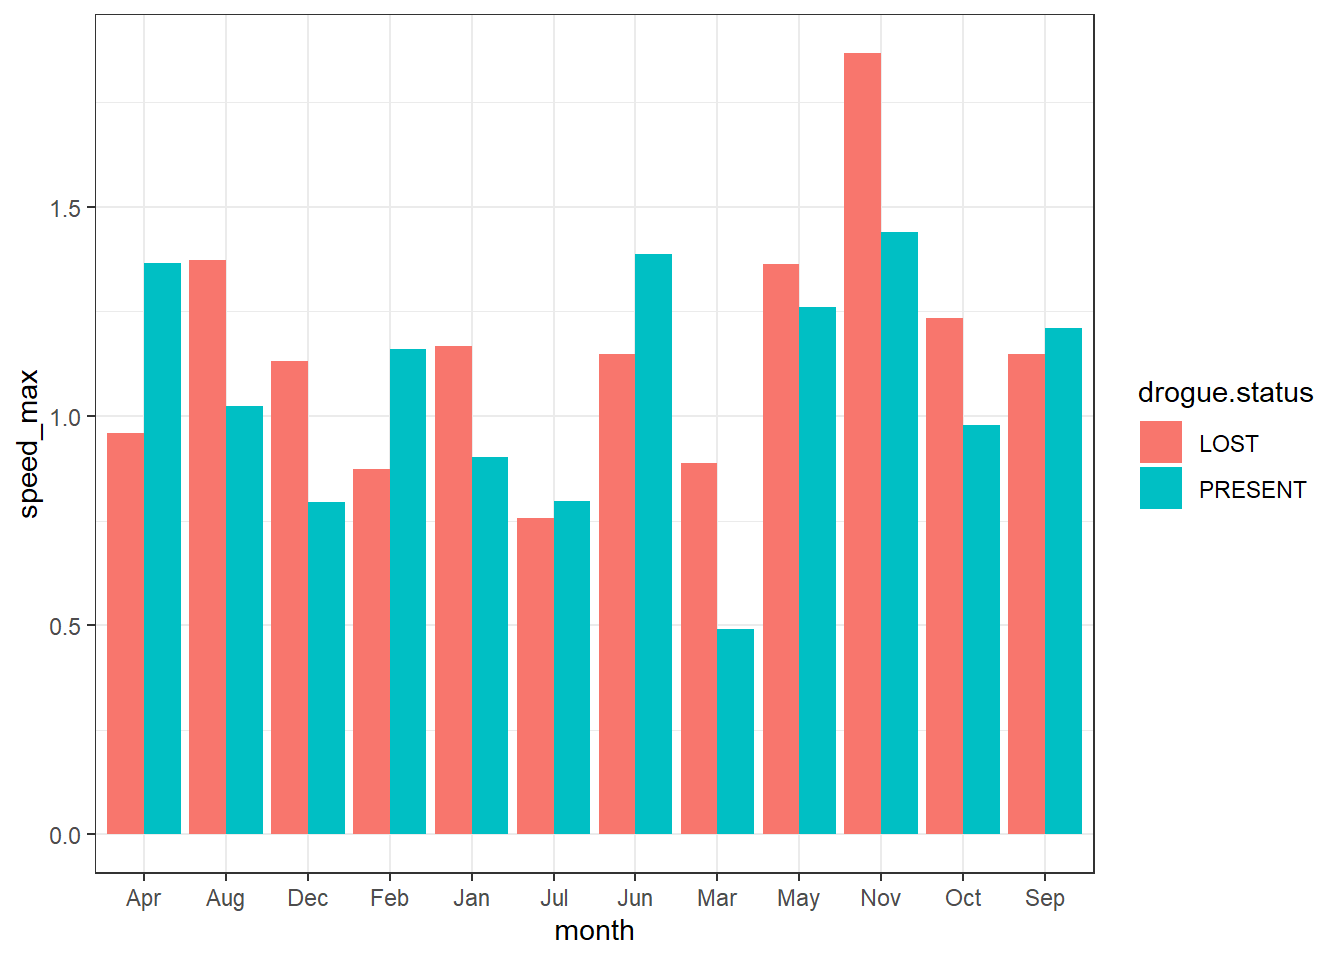 speed_max
1.5
1.0
0.5
0.0
Apr Aug Dec Feb Jan Jul Jun Mar May Nov Oct Sep
month
drogue.status
LOST
PRESENT